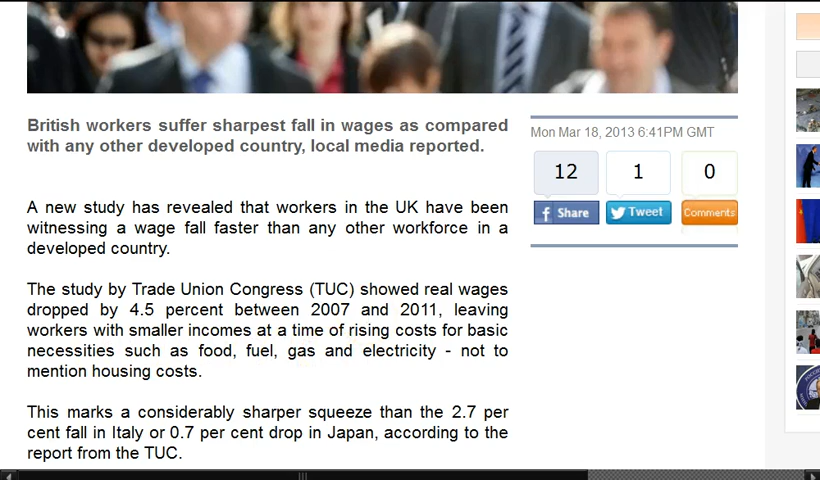 British workers suffer sharpest fall in wages as compared
with any other developed country, local media reported.
Mon Mar 18, 2013 6:41PM GMT
12
1
0
Share
Tweet
Comments
A new study has revealed that workers in the UK have been
witnessing a wage fall faster than any other workforce in a
developed country.
The study by Trade Union Congress (TUC) showed real wages
dropped by 4.5 percent between 2007 and 2011, leaving
workers with smaller incomes at a time of rising costs for basic
necessities such as food, fuel, gas and electricity - not to
mention housing costs.
This marks a considerably sharper squeeze than the 2.7 per
cent fall in Italy or 0.7 per cent drop in Japan, according to the
report from the TUC.